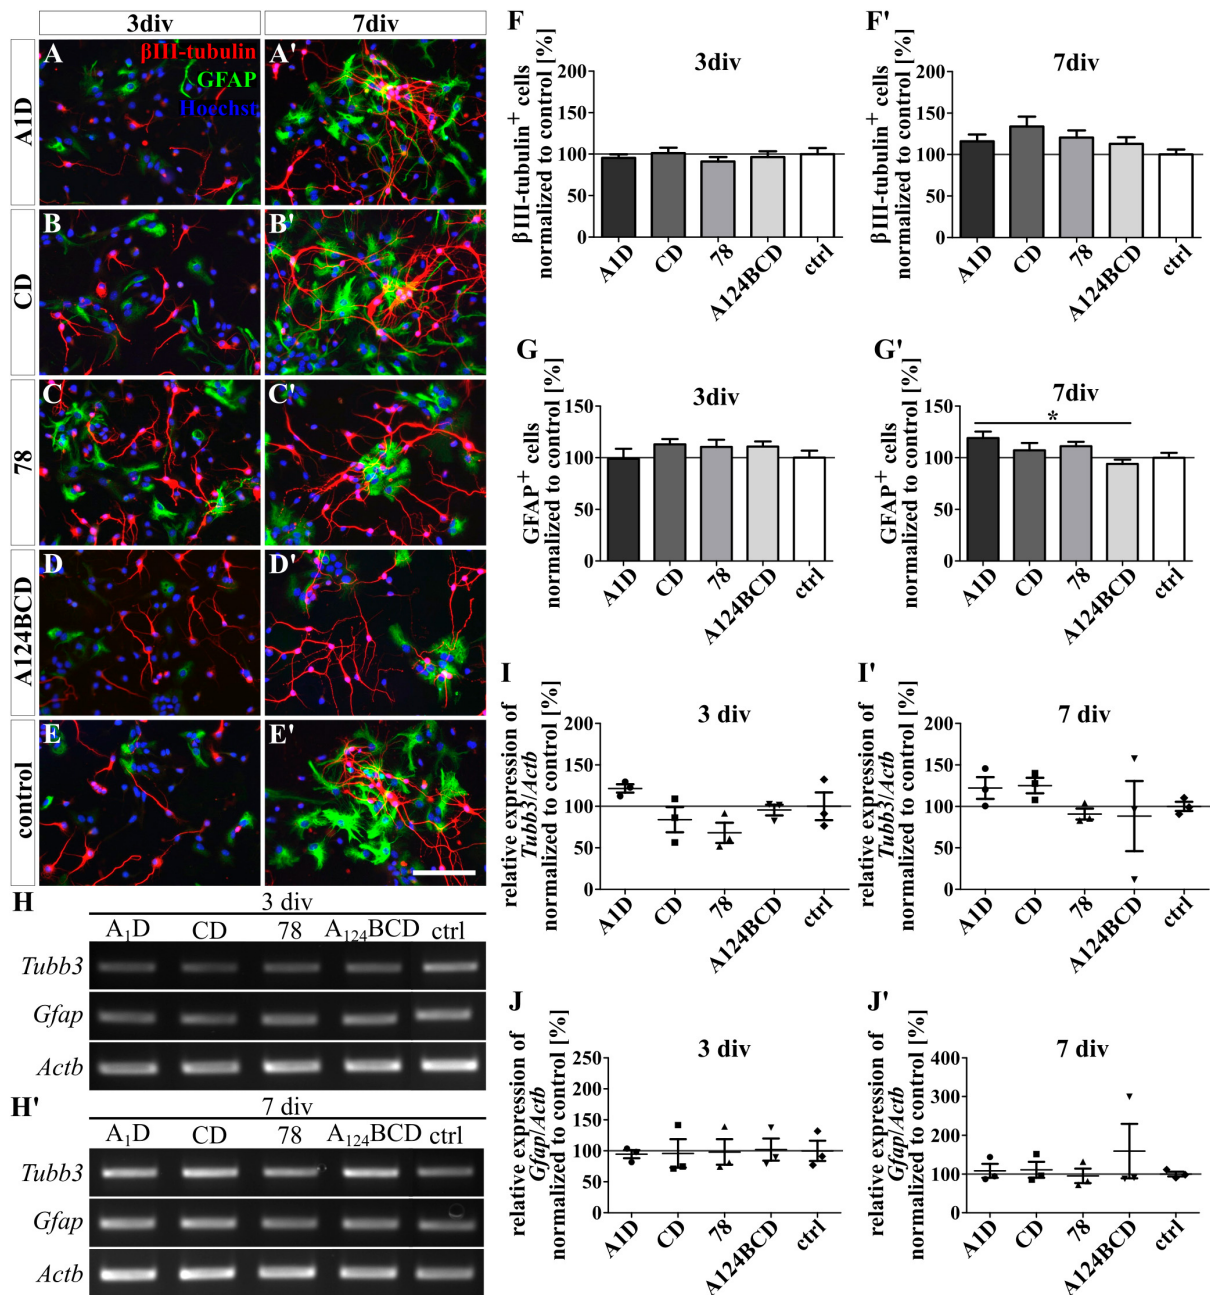 3div
7div
A
βIII-tubulin
GFAP
Hoechst
A'
A1D
B
B'
CD
C
C'
78
D
D'
A124BCD
E
E'
control
F
βIII-tubulin+ cells
normalized to control [%]
3div
200
150
100
50
0
A1D
CD
78
A124BCD
ctrl
F'
βIII-tubulin+ cells
normalized to control [%]
7div
200
150
100
50
0
A1D
CD
78
A124BCD
ctrl
G
GFAP+ cells
normalized to control [%]
3div
150
100
50
0
A1D
CD
78
A124BCD
ctrl
G'
GFAP+ cells
normalized to control [%]
7div
*
150
100
50
0
A1D
CD
78
A124BCD
ctrl
H
3 div
A1D CD 78 A124BCD ctrl
Tubb3
Gfap
Actb
H'
7 div
A1D CD 78 A124BCD ctrl
Tubb3
Gfap
Actb
I
relative expression of
Tubb3/Actb
normalized to control [%]
3 div
200
150
100
50
0
A1D
CD
78
A124BCD
ctrl
I'
relative expression of
Tubb3/Actb
normalized to control [%]
7 div
200
150
100
50
0
A1D
CD
78
A124BCD
ctrl
J
relative expression of
Gfap/Actb
normalized to control [%]
3 div
250
200
150
100
50
0
A1D
CD
78
A124BCD
ctrl
J'
relative expression of
Gfap/Actb
normalized to control [%]
7 div
400
300
200
100
0
A1D
CD
78
A124BCD
ctrl